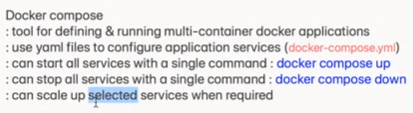 Docker compose
: tool for defining & running multi-container docker applications
: use yaml files to configure application services (docker-compose.yml)
: can start all services with a single command : docker compose up
: can stop all services with a single command : docker compose down
: can scale up selected services when required